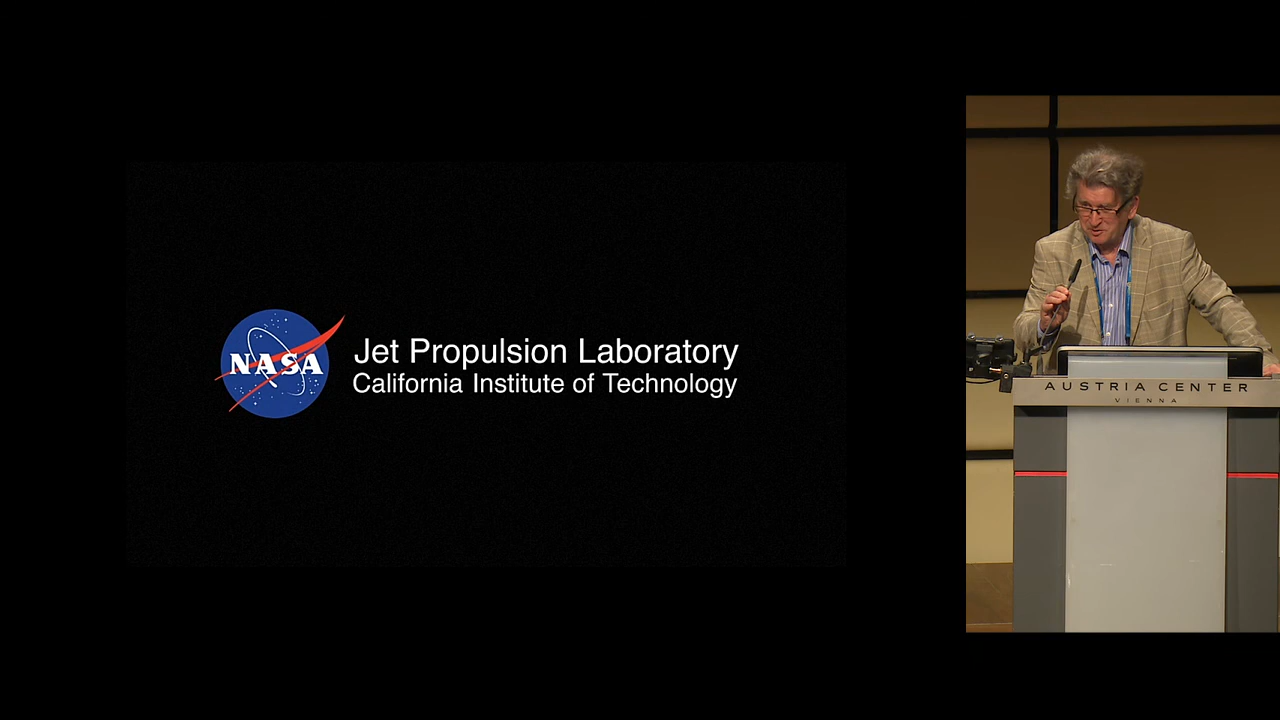 NASA
Jet Propulsion Laboratory
California Institute of Technology
AUSTRIA CENTER
VIENNA